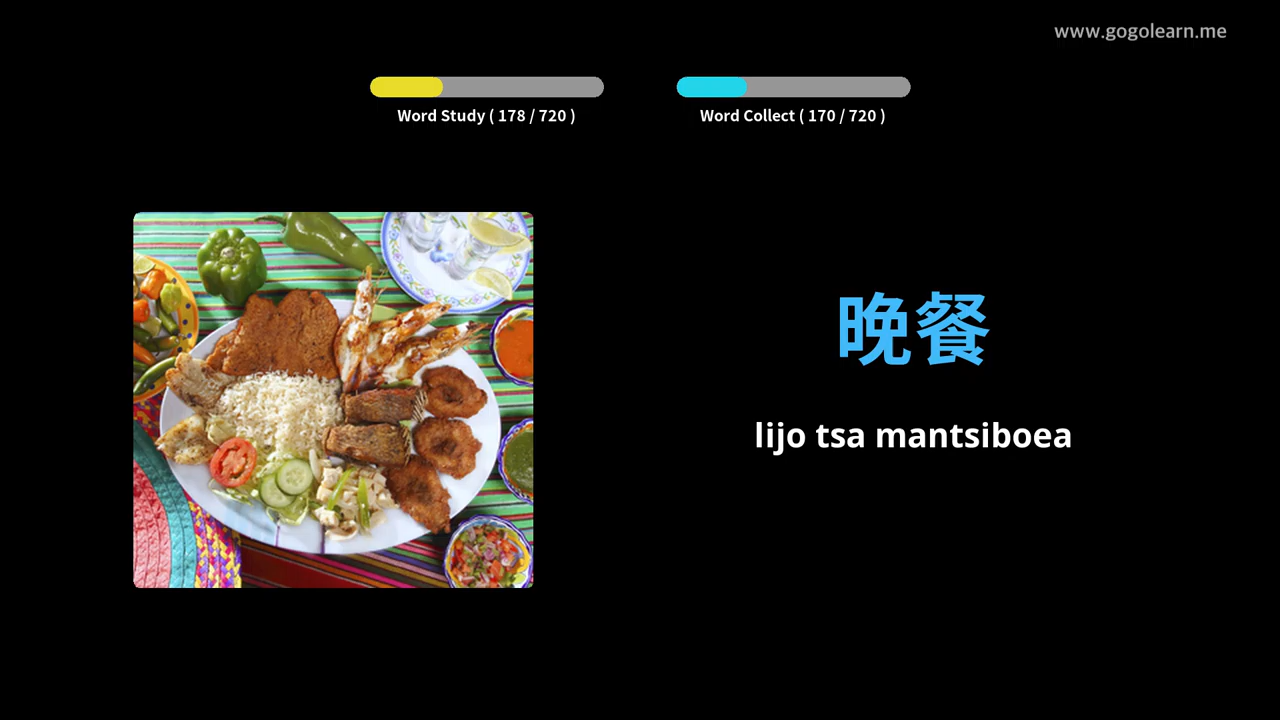 www.gogolearn.me
Word Study ( 178 / 720 )
Word Collect ( 170 / 720 )
晚餐
lijo tsa mantsiboea